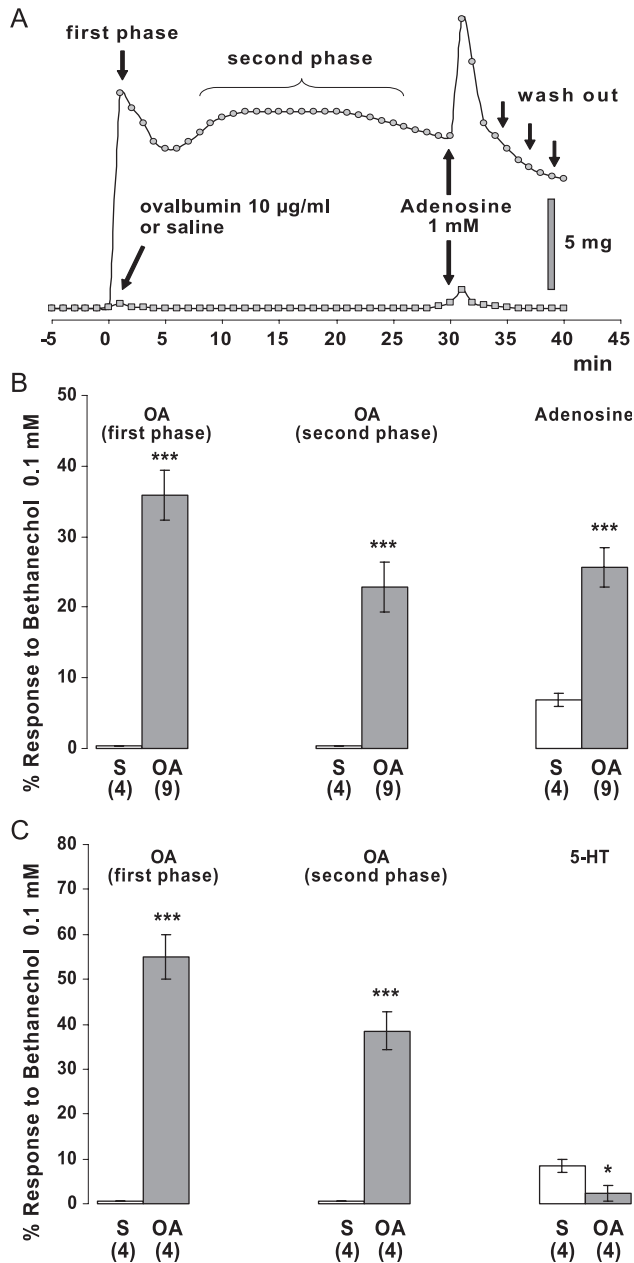 A
first phase
second phase
wash out
ovalbumin 10 µg/ml
or saline
Adenosine
1 mM
5 mg
-5 0 5 10 15 20 25 30 35 40 45
min
B
% Response to Bethanechol 0.1 mM
50
40
30
20
10
0
OA
(first phase)
***
OA
(second phase)
***
Adenosine
***
S OA S OA S OA
(4) (9) (4) (9) (4) (9)
C
% Response to Bethanechol 0.1 mM
80
70
60
50
40
30
20
10
0
OA
(first phase)
***
OA
(second phase)
***
5-HT
*
S OA S OA S OA
(4) (4) (4) (4) (4) (4)